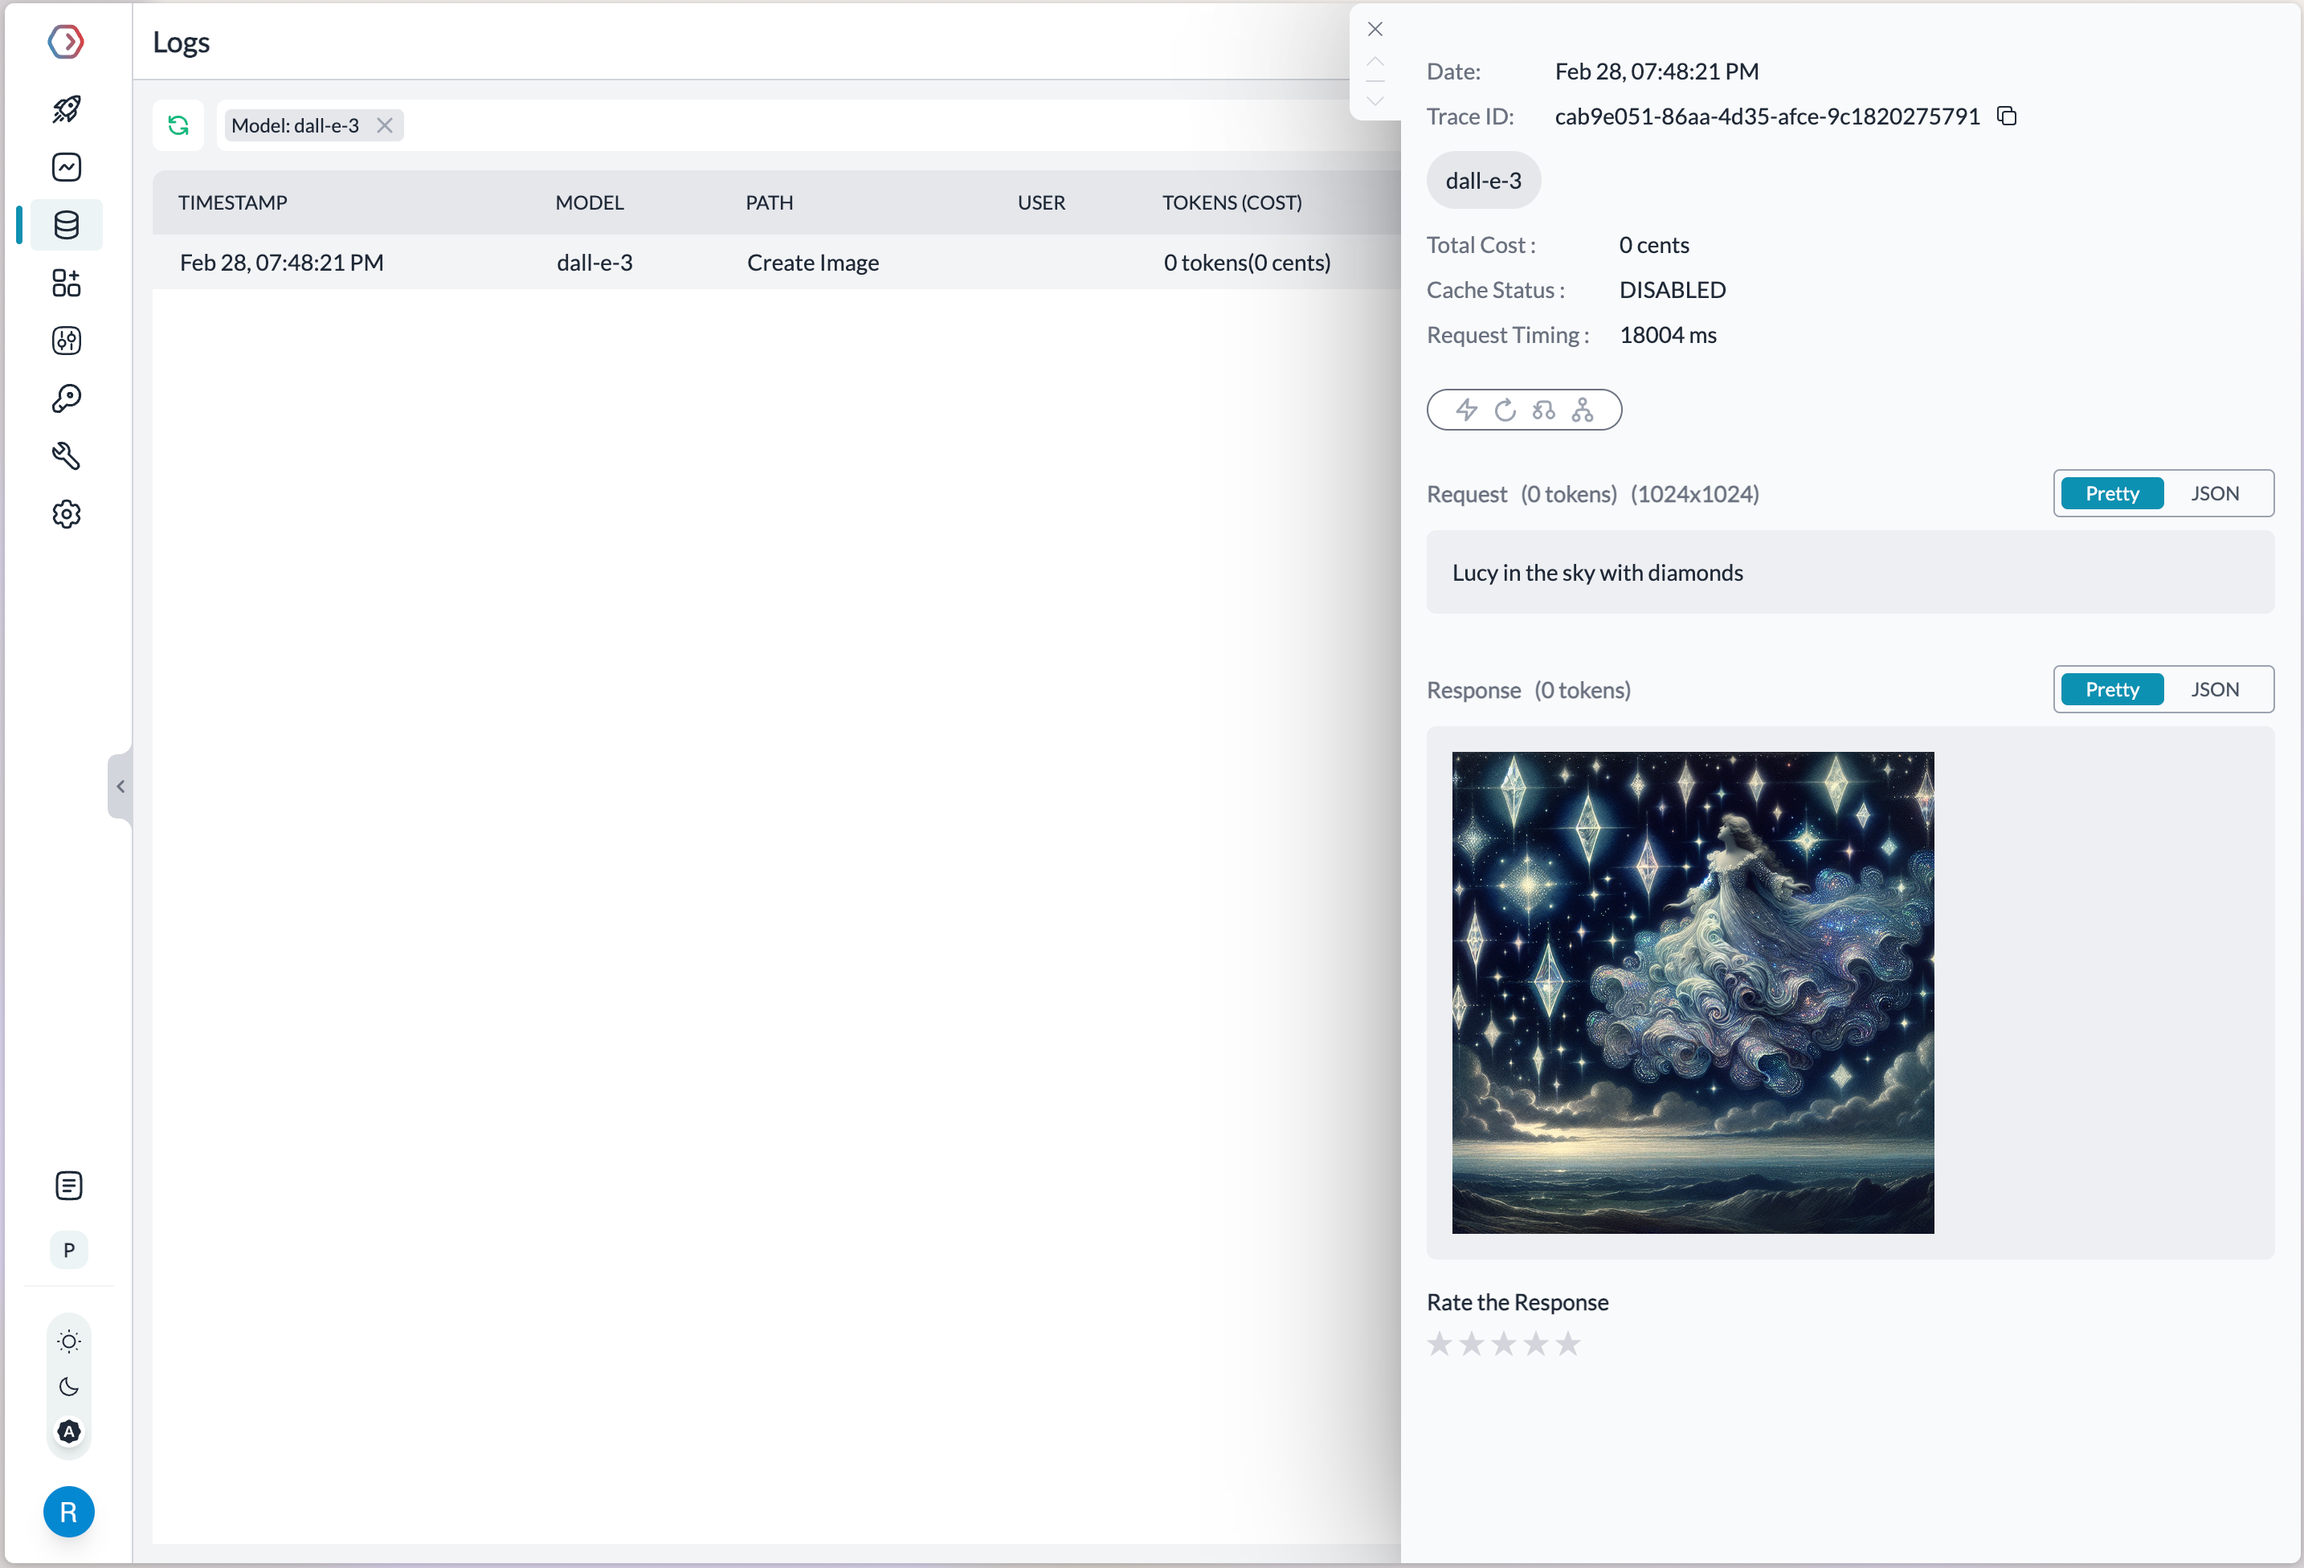 Logs
Model: dall-e-3
TIMESTAMP MODEL PATH USER TOKENS (COST)
Feb 28, 07:48:21 PM dall-e-3 Create Image 0 tokens(0 cents)
P
A
R
Date: Feb 28, 07:48:21 PM
Trace ID: cab9e051-86aa-4d35-afce-9c1820275791
dall-e-3
Total Cost : 0 cents
Cache Status : DISABLED
Request Timing : 18004 ms
Request (0 tokens) (1024x1024) Pretty JSON
Lucy in the sky with diamonds
Response (0 tokens) Pretty JSON
Rate the Response